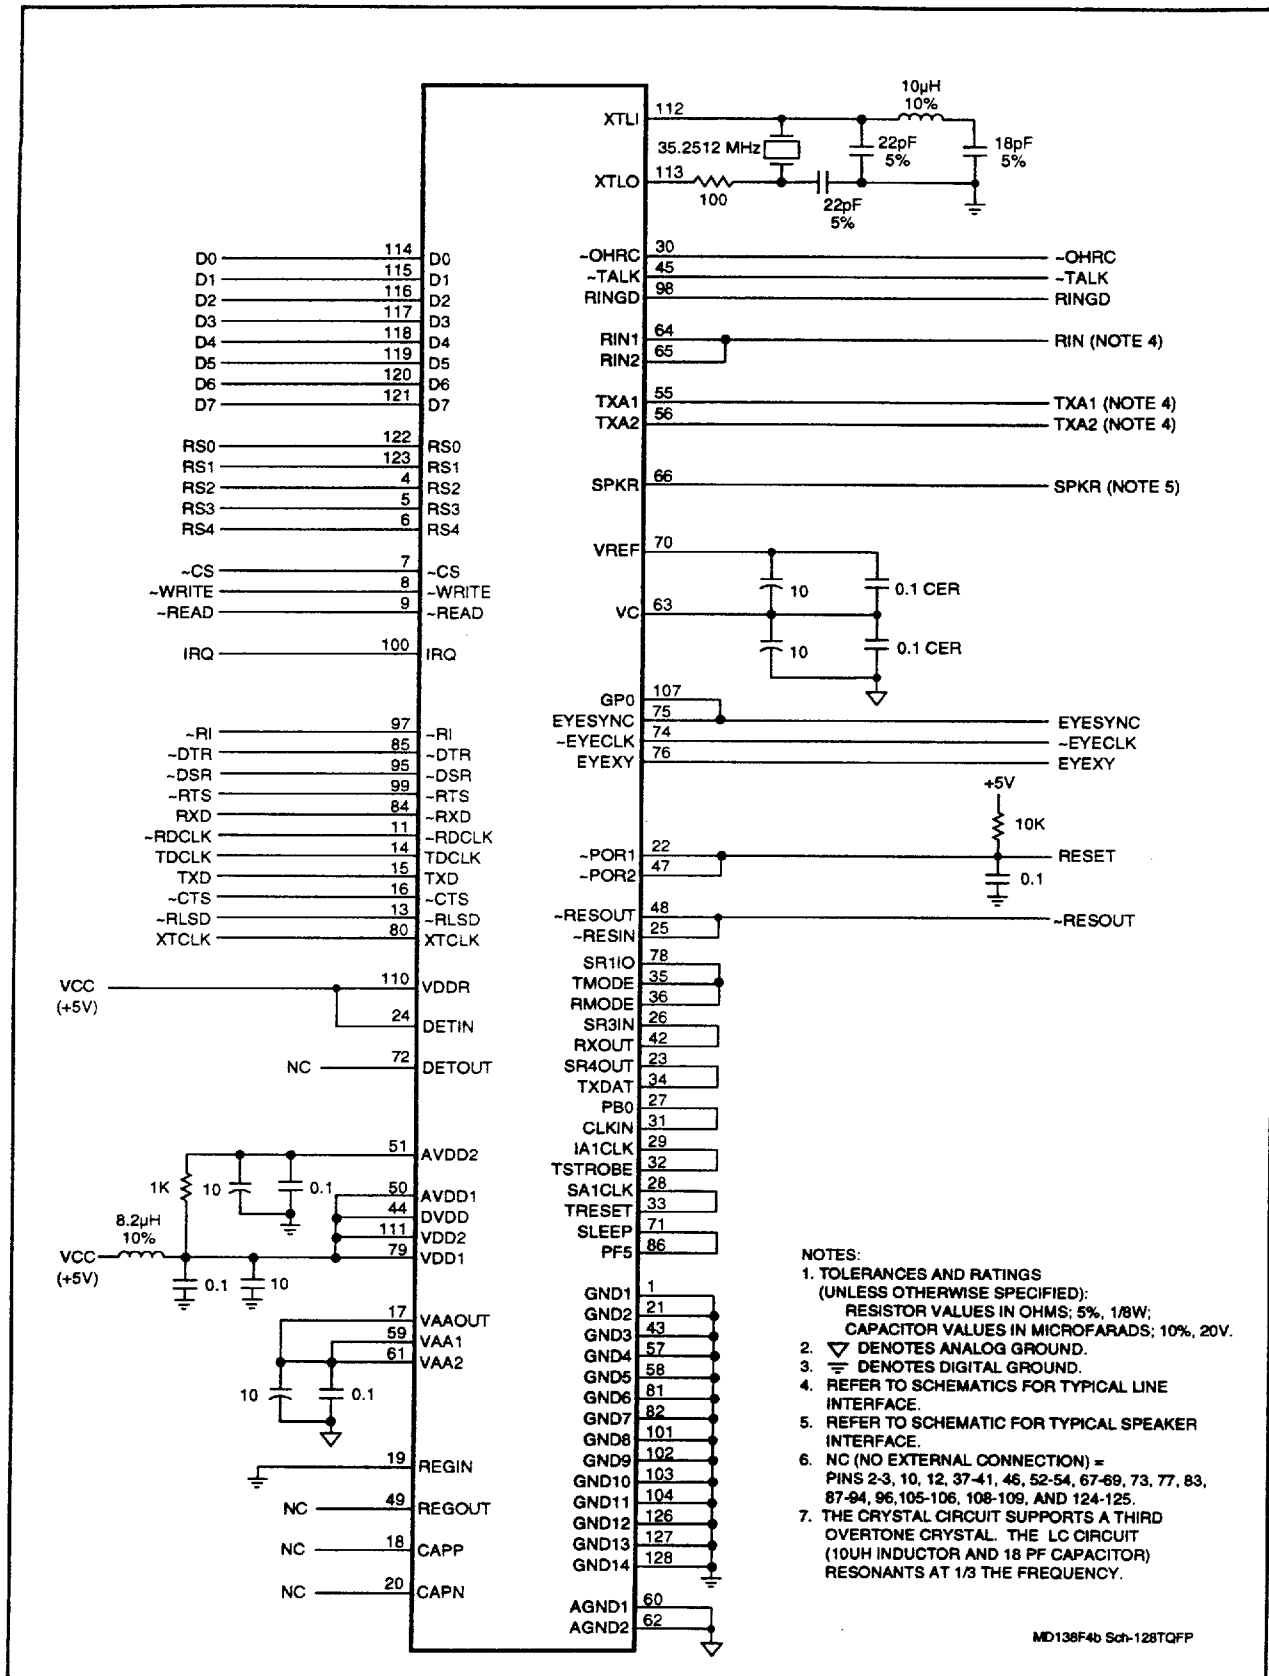 10µH
10%
XTLI 112
35.2512 MHz
22pF
5%
18pF
5%
XTLO 113
100
22pF
5%
D0 114 D0
D1 115 D1
D2 116 D2
D3 117 D3
D4 118 D4
D5 119 D5
D6 120 D6
D7 121 D7
RS0 122 RS0
RS1 123 RS1
RS2 4 RS2
RS3 5 RS3
RS4 6 RS4
~CS 7 ~CS
~WRITE 8 ~WRITE
~READ 9 ~READ
IRQ 100 IRQ
~RI 97 ~RI
~DTR 85 ~DTR
~DSR 95 ~DSR
~RTS 99 ~RTS
RXD 84 ~RXD
~RDCLK 11 ~RDCLK
TDCLK 14 TDCLK
TXD 15 TXD
~CTS 16 ~CTS
~RLSD 13 ~RLSD
XTCLK 80 XTCLK
VCC
(+5V)
110 VDDR
24 DETIN
NC 72 DETOUT
51 AVDD2
1K
10
0.1
50 AVDD1
44 DVDD
111 VDD2
79 VDD1
8.2µH
10%
VCC
(+5V)
0.1
10
17 VAAOUT
59 VAA1
61 VAA2
10
0.1
19 REGIN
NC 49 REGOUT
NC 18 CAPP
NC 20 CAPN
~OHRC 30 ~OHRC
~TALK 45 ~TALK
RINGD 98 RINGD
RIN1 64 RIN (NOTE 4)
RIN2 65
TXA1 55 TXA1 (NOTE 4)
TXA2 56 TXA2 (NOTE 4)
SPKR 66 SPKR (NOTE 5)
VREF 70
10
0.1 CER
VC 63
10
0.1 CER
GP0 107
EYESYNC 75 EYESYNC
~EYECLK 74 ~EYECLK
EYEXY 76 EYEXY
+5V
10K
~POR1 22 RESET
~POR2 47
0.1
~RESOUT 48 ~RESOUT
~RESIN 25
SR1IO 78
TMODE 35
RMODE 36
SR3IN 26
RXOUT 42
SR4OUT 23
TXDAT 34
PB0 27
CLKIN 31
IA1CLK 29
TSTROBE 32
SA1CLK 28
TRESET 33
SLEEP 71
PF5 86
GND1 1
GND2 21
GND3 43
GND4 57
GND5 58
GND6 81
GND7 82
GND8 101
GND9 102
GND10 103
GND11 104
GND12 126
GND13 127
GND14 128
AGND1 60
AGND2 62
NOTES:
1. TOLERANCES AND RATINGS
(UNLESS OTHERWISE SPECIFIED):
RESISTOR VALUES IN OHMS; 5%, 1/8W;
CAPACITOR VALUES IN MICROFARADS; 10%, 20V.
2. DENOTES ANALOG GROUND.
3. DENOTES DIGITAL GROUND.
4. REFER TO SCHEMATICS FOR TYPICAL LINE
INTERFACE.
5. REFER TO SCHEMATIC FOR TYPICAL SPEAKER
INTERFACE.
6. NC (NO EXTERNAL CONNECTION) =
PINS 2-3, 10, 12, 37-41, 46, 52-54, 67-69, 73, 77, 83,
87-94, 96,105-106, 108-109, AND 124-125.
7. THE CRYSTAL CIRCUIT SUPPORTS A THIRD
OVERTONE CRYSTAL. THE LC CIRCUIT
(10UH INDUCTOR AND 18 PF CAPACITOR)
RESONANTS AT 1/3 THE FREQUENCY.
MD138F4b Sch-128TQFP